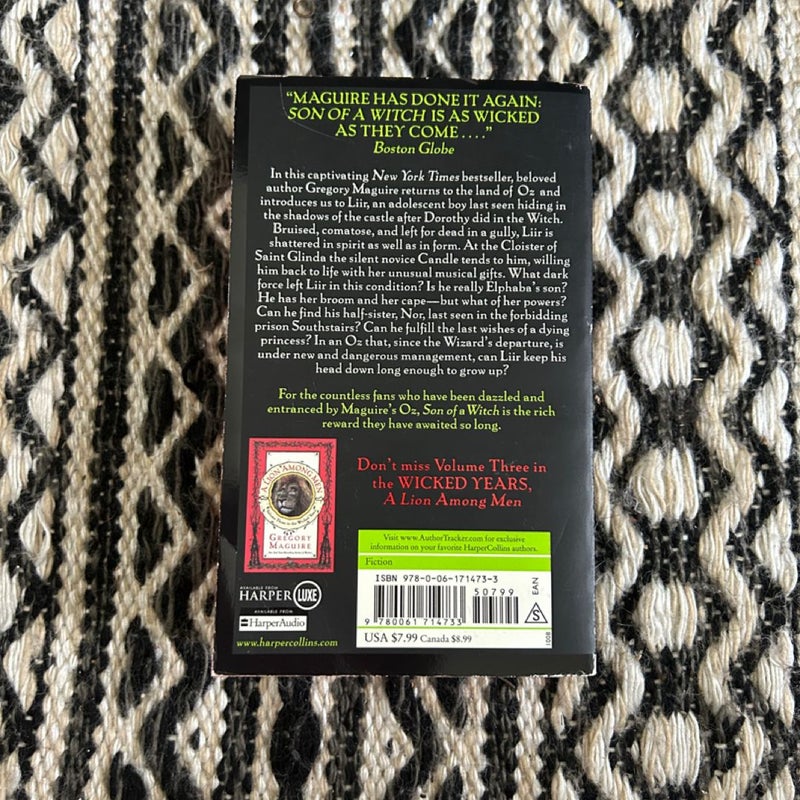 “MAGUIRE HAS DONE IT AGAIN:
SON OF A WITCH IS AS WICKED
AS THEY COME . . . .”
Boston Globe
In this captivating New York Times bestseller, beloved
author Gregory Maguire returns to the land of Oz and
introduces us to Liir, an adolescent boy last seen hiding in
the shadows of the castle after Dorothy did in the Witch.
Bruised, comatose, and left for dead in a gully, Liir is
shattered in spirit as well as in form. At the Cloister of
Saint Glinda the silent novice Candle tends to him, willing
him back to life with her unusual musical gifts. What dark
force left Liir in this condition? Is he really Elphaba's son?
He has her broom and her cape—but what of her powers?
Can he find his half-sister, Nor, last seen in the forbidding
prison Southstairs? Can he fulfill the last wishes of a dying
princess? In an Oz that, since the Wizard's departure, is
under new and dangerous management, can Liir keep his
head down long enough to grow up?
For the countless fans who have been dazzled and
entranced by Maguire's Oz, Son of a Witch is the rich
reward they have awaited so long.
A LION AMONG MEN
GREGORY
MAGUIRE
Don't miss Volume Three in
the WICKED YEARS,
A Lion Among Men
AVAILABLE FROM
HARPER LUXE
AVAILABLE FROM
HarperAudio
www.harpercollins.com
Visit www.AuthorTracker.com for exclusive
information on your favorite HarperCollins authors.
Fiction
ISBN 978-0-06-171473-3
50799
9 780061 714733
EAN
S
1008
USA $7.99 Canada $8.99